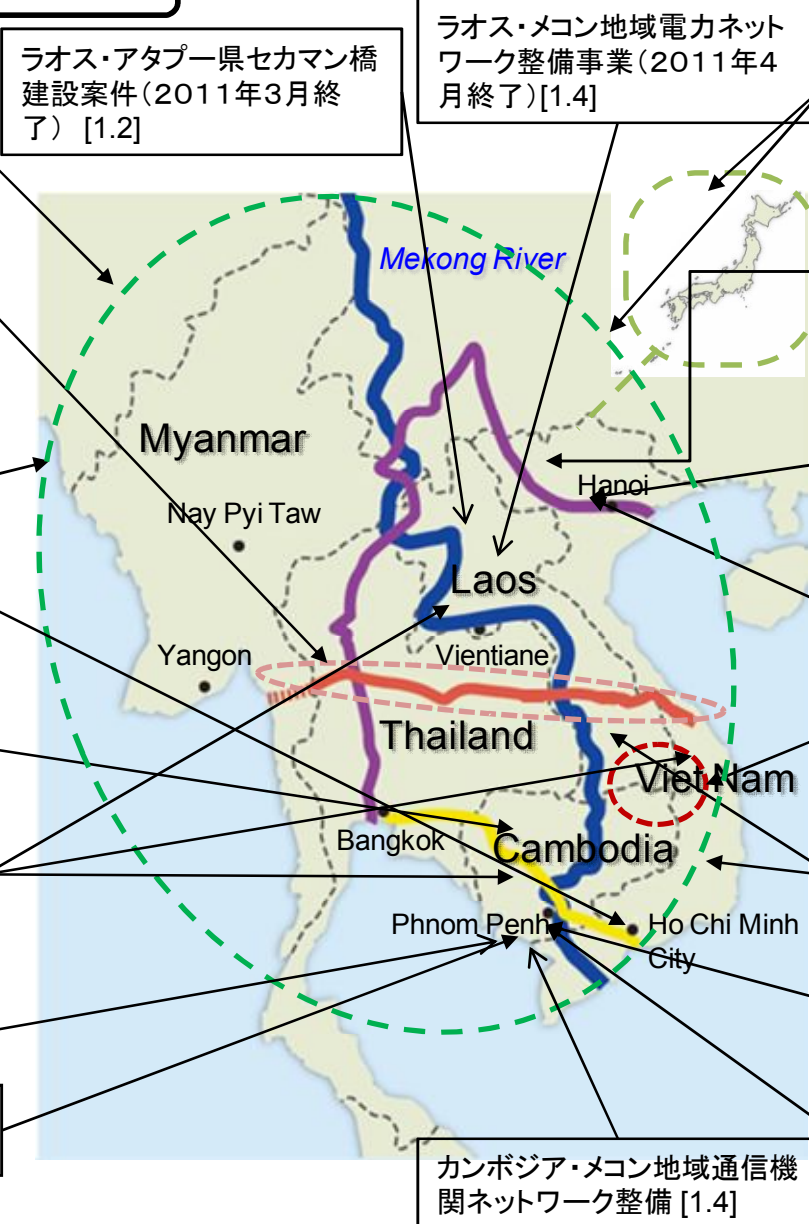 ラオス・アタプー県セカマン橋
建設案件（２０１１年３月終
了） [1.2]
ラオス・メコン地域電力ネット
ワーク整備事業（２０１１年４
月終了）[1.4]
Mekong River
Myanmar
Hanoi
Nay Pyi Taw
Laos
Yangon
Vientiane
Thailand
Viet Nam
Bangkok
Cambodia
Phnom Penh
Ho Chi Minh
City
カンボジア・メコン地域通信機
関ネットワーク整備 [1.4]